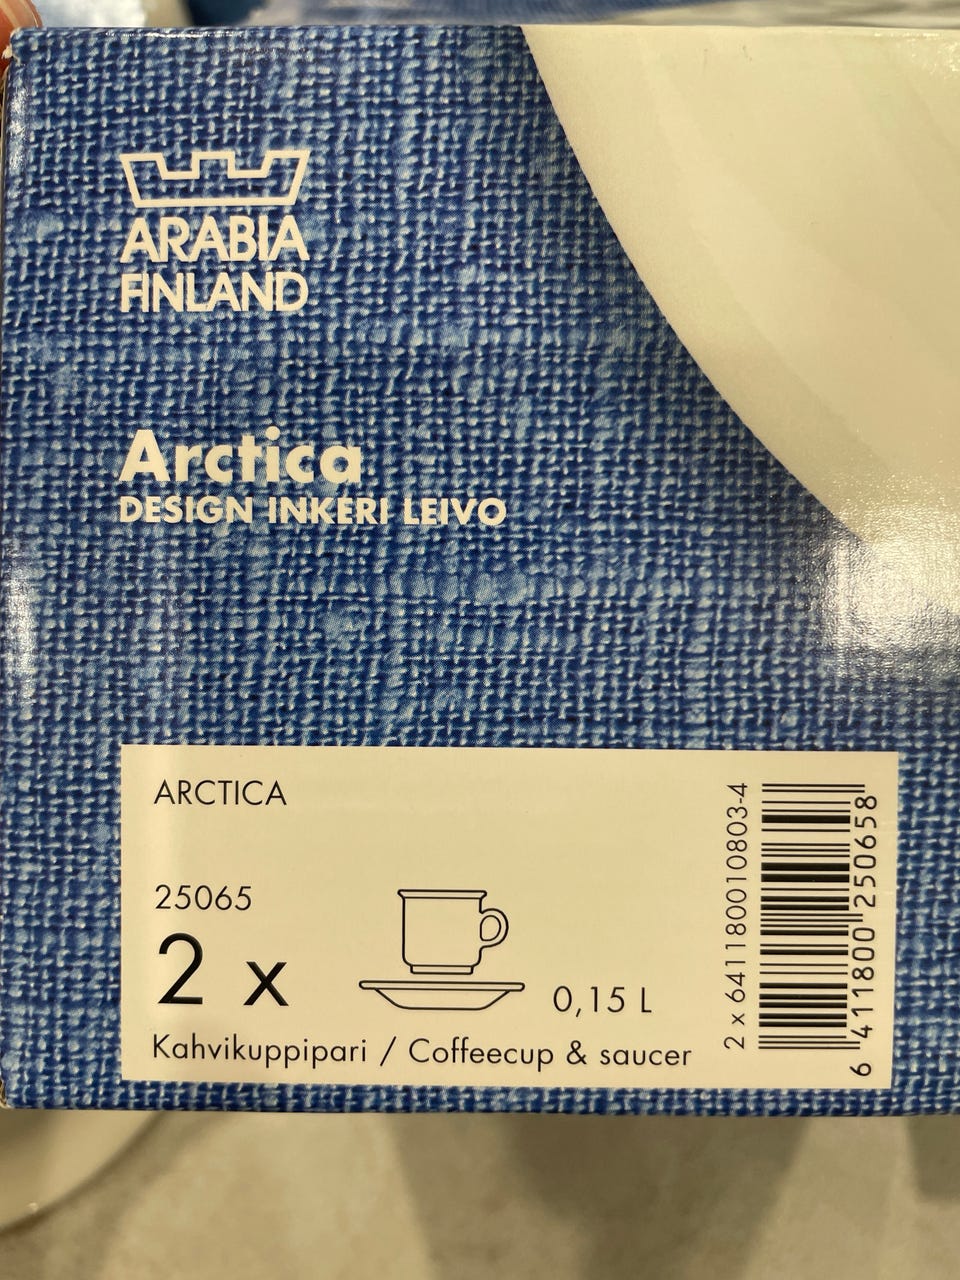 ARABIA
FINLAND
Arctica
DESIGN INKERI LEIVO
ARCTICA
25065
2 x
0,15 L
Kahvikuppipari / Coffeecup & saucer
2 x 641180010803-4
6 411800 250658